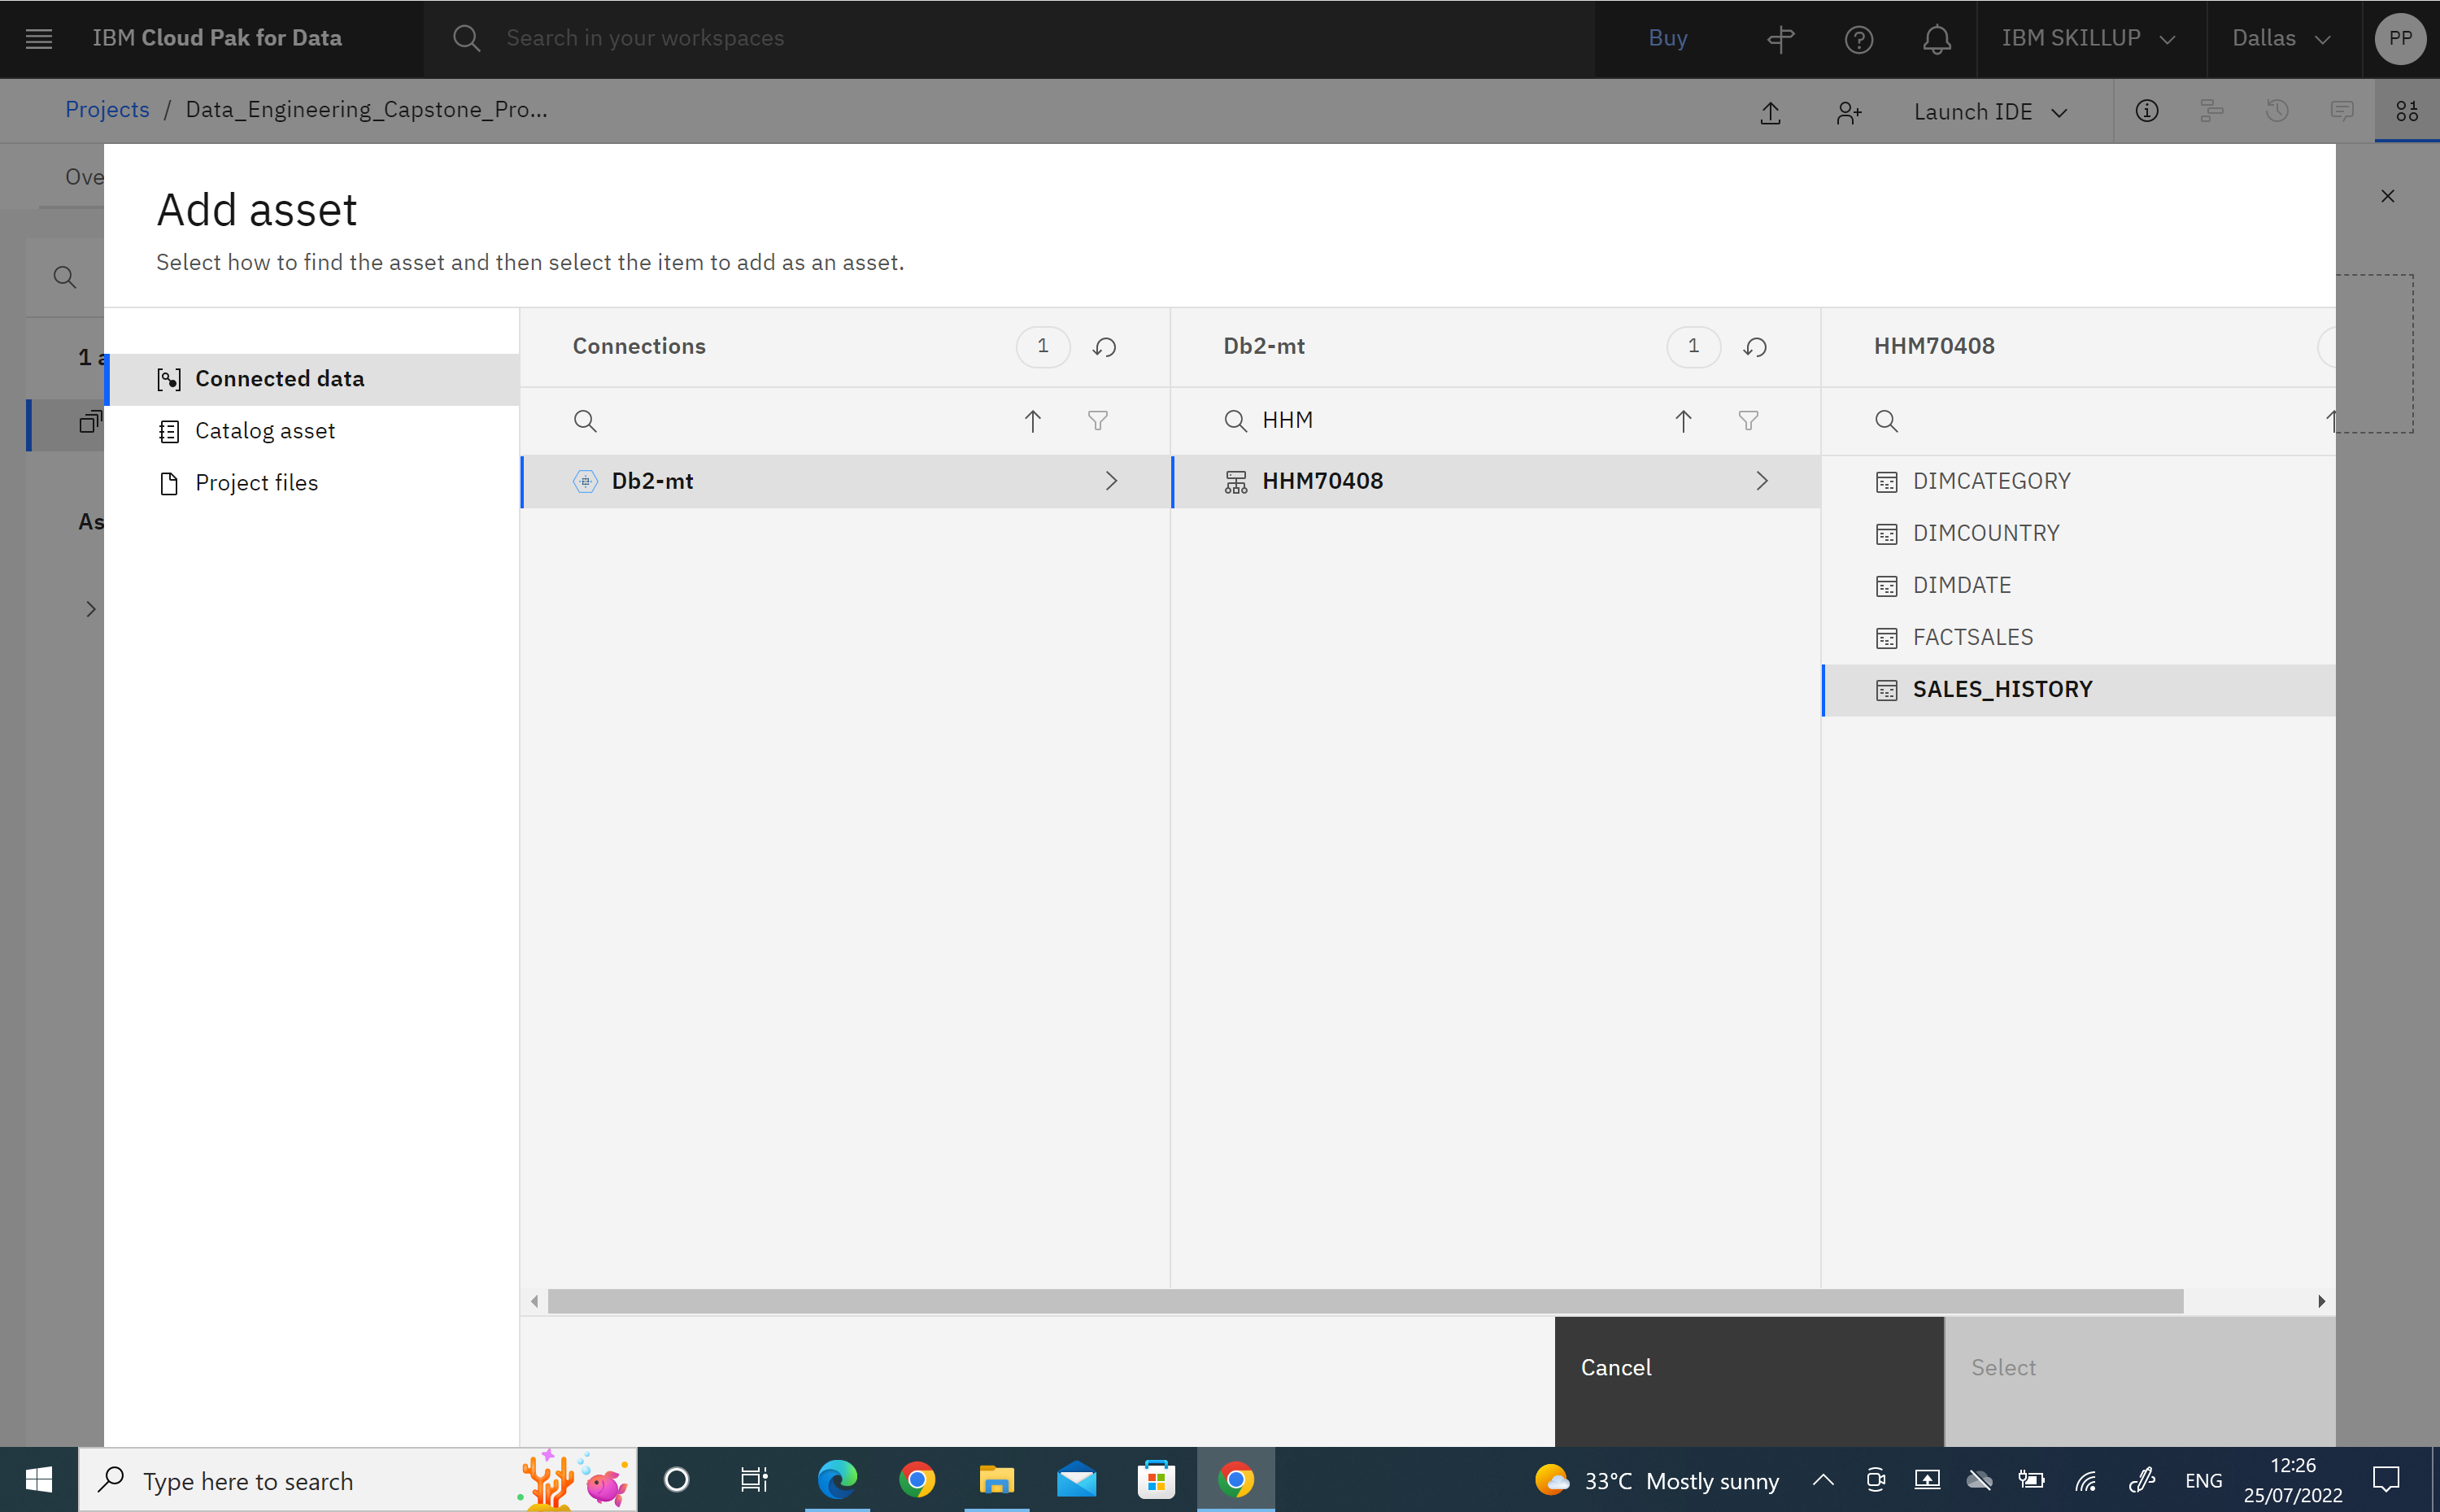 IBM Cloud Pak for Data
Search in your workspaces
Buy
IBM SKILLUP
Dallas
PP
Projects / Data_Engineering_Capstone_Pro...
Launch IDE
Ove
Add asset
Select how to find the asset and then select the item to add as an asset.
1 a
As
Connected data
Catalog asset
Project files
Connections
1
Db2-mt
Db2-mt
1
HHM
HHM70408
HHM70408
DIMCATEGORY
DIMCOUNTRY
DIMDATE
FACTSALES
SALES_HISTORY
Cancel
Select
Type here to search
33°C Mostly sunny
ENG
12:26
25/07/2022